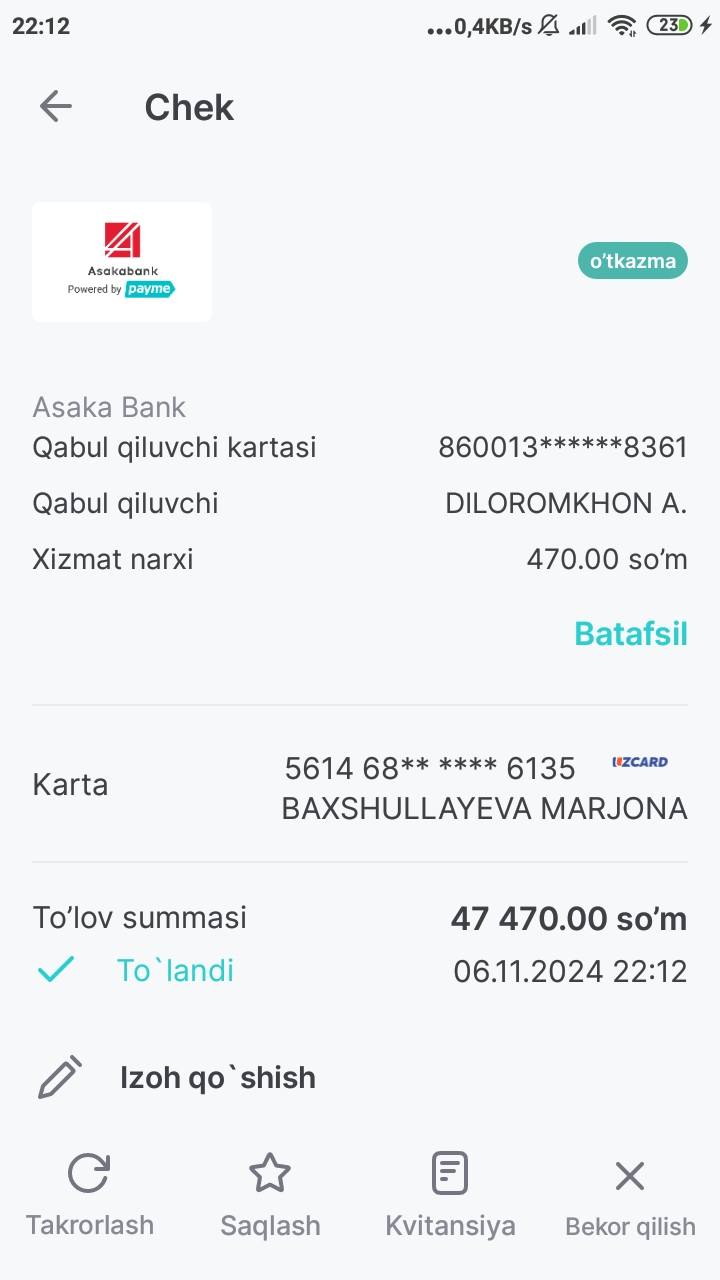 22:12
...0,4KB/s 23
Chek
Asakabank
Powered by payme
o'tkazma
Asaka Bank
Qabul qiluvchi kartasi 860013******8361
Qabul qiluvchi DILOROMKHON A.
Xizmat narxi 470.00 so'm
Batafsil
Karta 5614 68** **** 6135 UZCARD
BAXSHULLAYEVA MARJONA
To'lov summasi 47 470.00 so'm
To`landi 06.11.2024 22:12
Izoh qo`shish
Takrorlash Saqlash Kvitansiya Bekor qilish